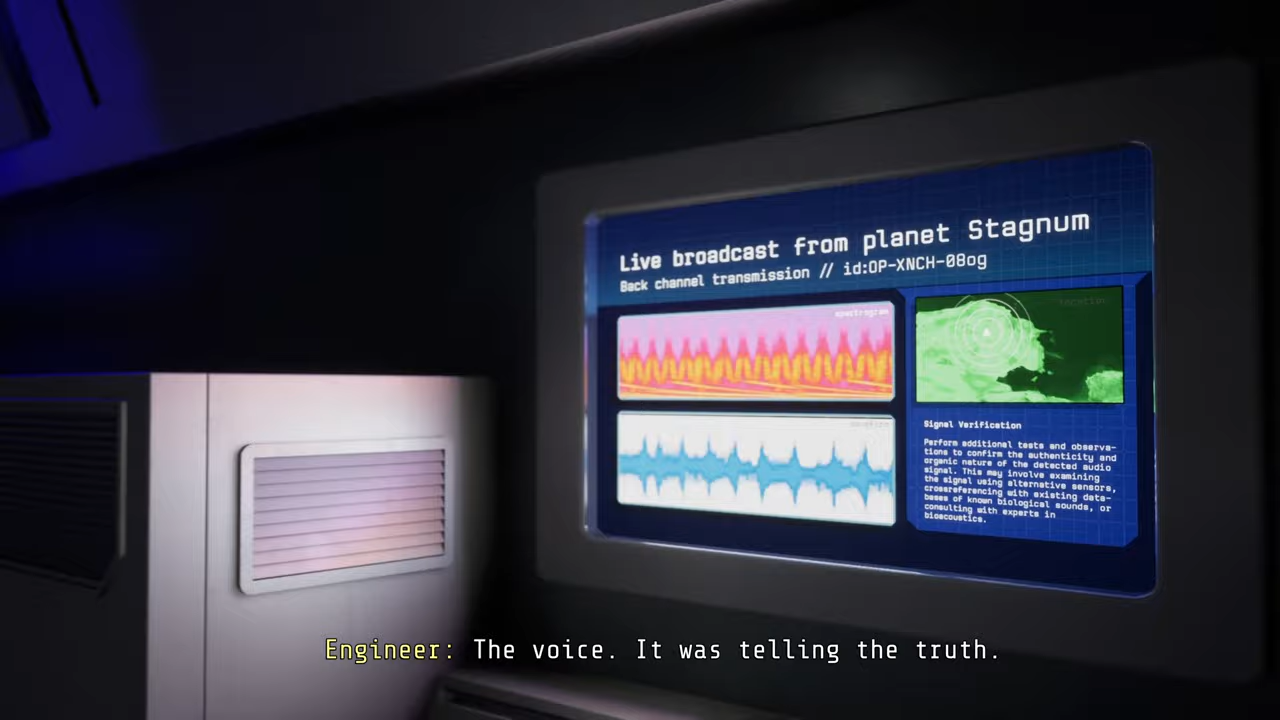 Live broadcast from planet Stagnum
Back channel transmission // id:OP-XNCH-08og
spectrogram
Signal Verification
Perform additional tests and observa-
tions to confirm the authenticity and
organic nature of the detected audio
signal. This may involve examining
the signal using alternative sensors,
crossreferencing with existing data-
bases of known biological sounds, or
consulting with experts in
bioacoustics.
Engineer: The voice. It was telling the truth.